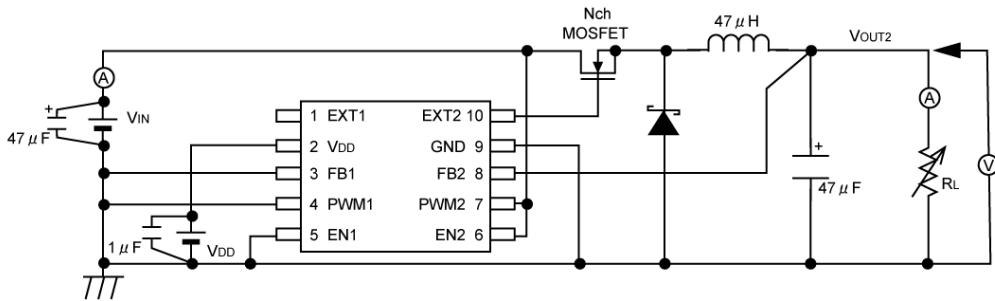 Nch
MOSFET
47μH
VOUT2
A
+
VIN
47μF
1 EXT1
EXT2 10
2 VDD
GND 9
3 FB1
FB2 8
4 PWM1
PWM2 7
5 EN1
EN2 6
1μF
VDD
+
47μF
A
RL
V